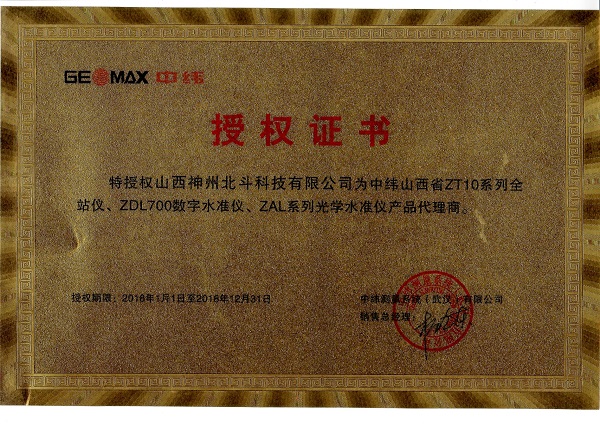 GEOMAX 中纬
授权证书
特授权山西神州北斗科技有限公司为中纬山西省ZT10系列全
站仪、ZDL700数字水准仪、ZAL系列光学水准仪产品代理商。
授权期限：2016年1月1日至2016年12月31日
中纬测量系统（武汉）有限公司
销售总经理：